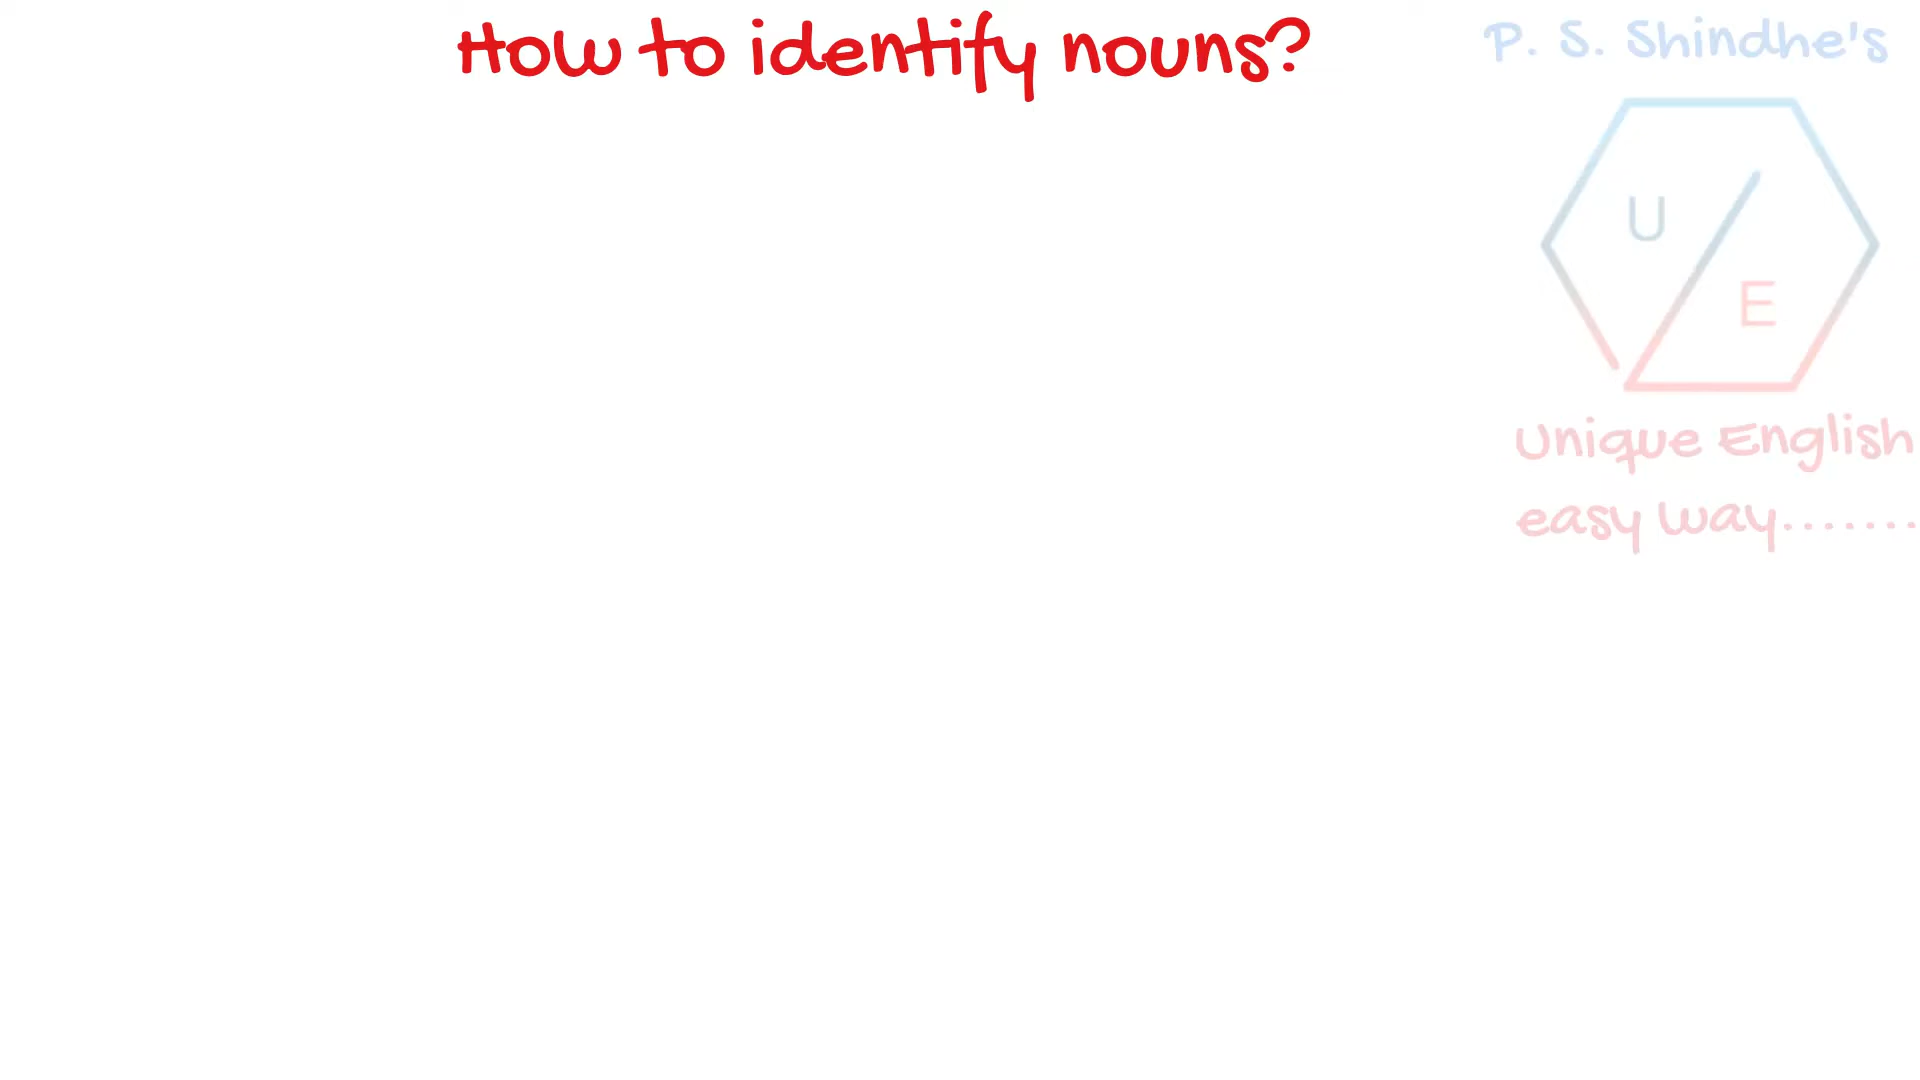 How to identify nouns?
P. S. Shindhe's
U
E
Unique English
easy way.......